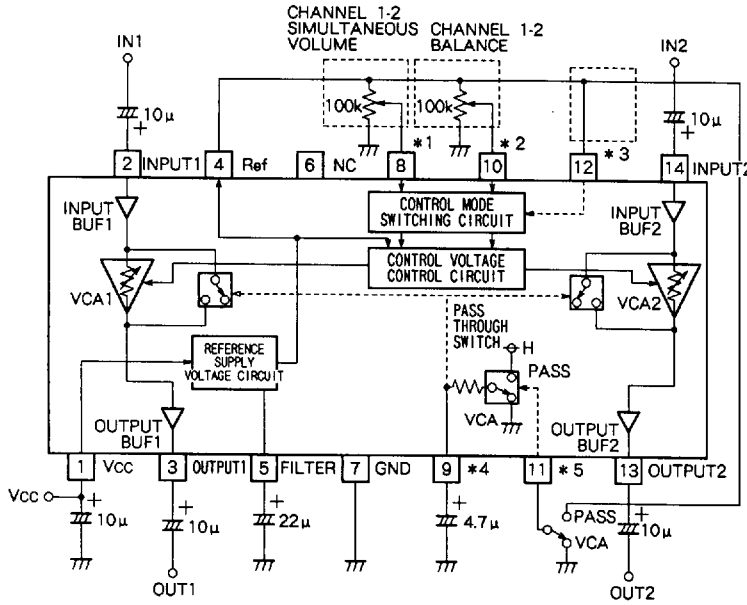 CHANNEL 1-2
SIMULTANEOUS
VOLUME
CHANNEL 1-2
BALANCE
IN1
IN2
10μ
+
100k
100k
10μ
+
*1
*2
*3
2
INPUT1
4
Ref
6
NC
8
10
12
14
INPUT2
INPUT
BUF1
CONTROL MODE
SWITCHING CIRCUIT
INPUT
BUF2
CONTROL VOLTAGE
CONTROL CIRCUIT
VCA1
VCA2
PASS
THROUGH
SWITCH
H
REFERENCE
SUPPLY
VOLTAGE CIRCUIT
PASS
VCA
OUTPUT
BUF1
OUTPUT
BUF2
1
Vcc
3
OUTPUT1
5
FILTER
7
GND
9
*4
11
*5
13
OUTPUT2
Vcc
+
10μ
+
10μ
+
22μ
+
4.7μ
PASS
VCA
+
10μ
OUT1
OUT2